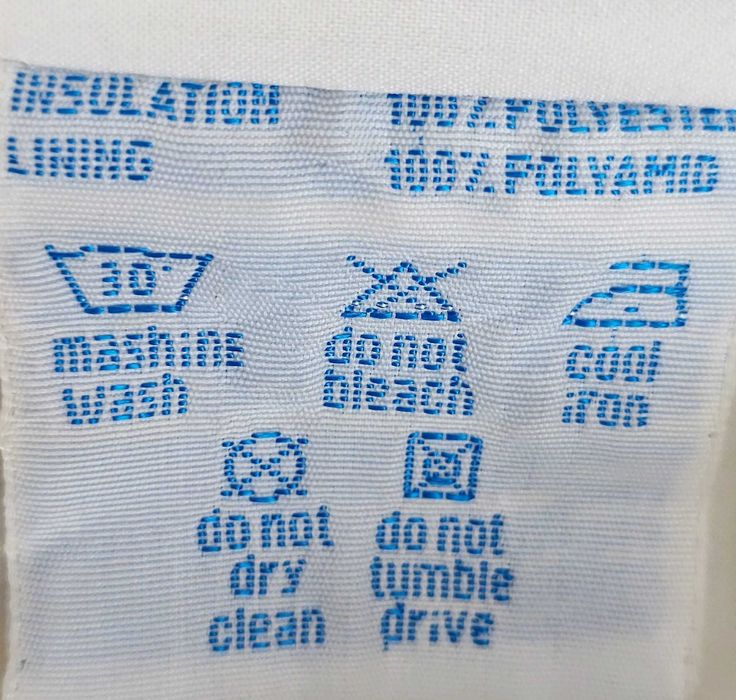 INSULATION 100% POLYESTER
LINING 100% POLYAMID
30°
mashine wash
do not bleach
cool iron
do not dry clean
do not tumble drive